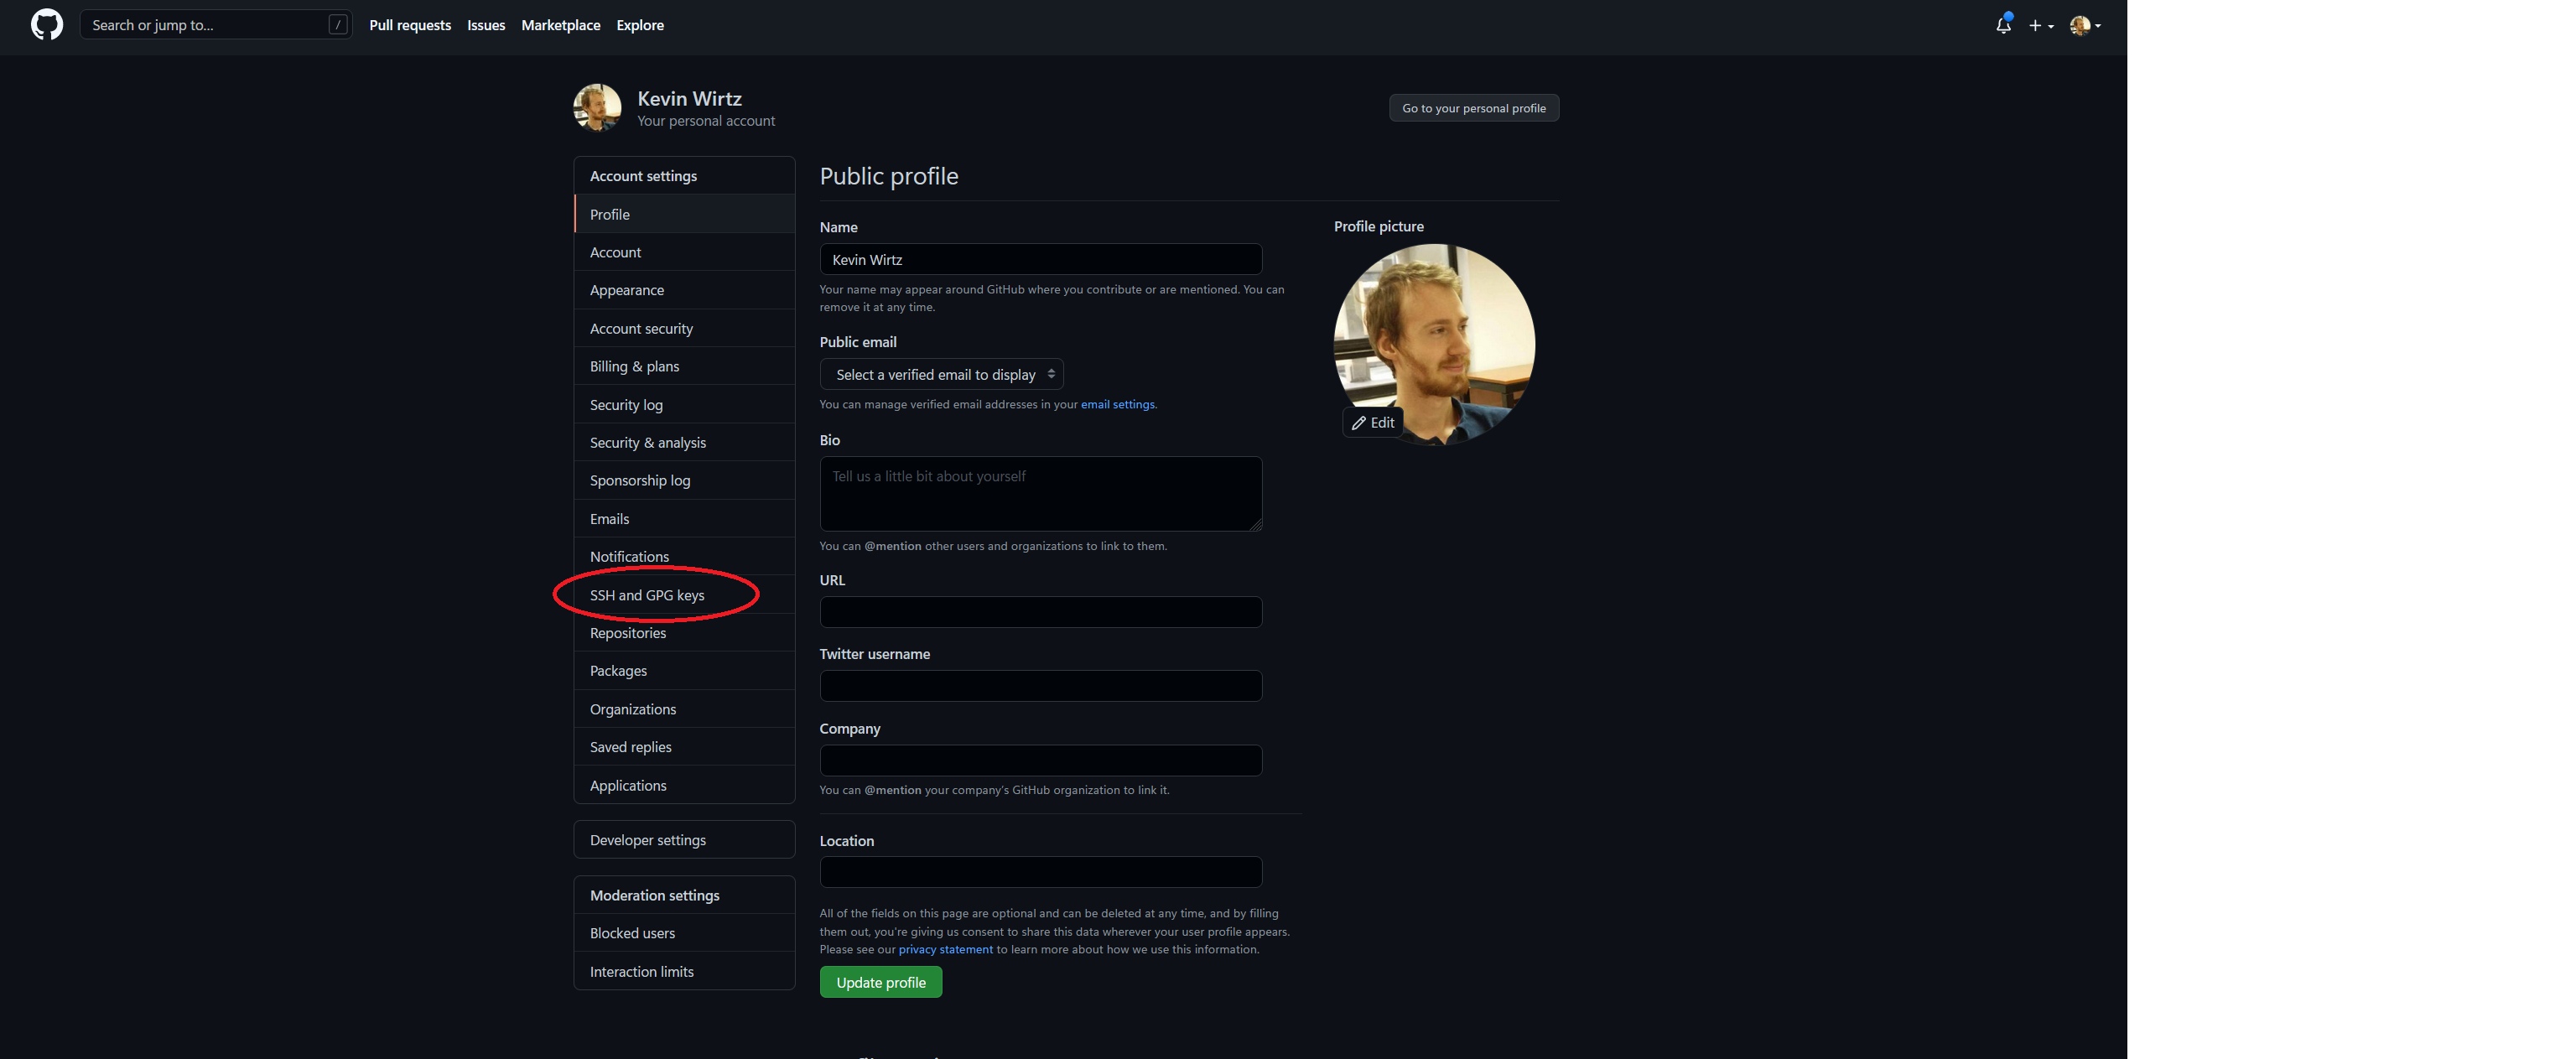 Search or jump to... /
Pull requests
Issues
Marketplace
Explore
Kevin Wirtz
Your personal account
Go to your personal profile
Account settings
Profile
Account
Appearance
Account security
Billing & plans
Security log
Security & analysis
Sponsorship log
Emails
Notifications
SSH and GPG keys
Repositories
Packages
Organizations
Saved replies
Applications
Developer settings
Moderation settings
Blocked users
Interaction limits
Public profile
Name
Kevin Wirtz
Your name may appear around GitHub where you contribute or are mentioned. You can
remove it at any time.
Public email
Select a verified email to display
You can manage verified email addresses in your email settings.
Bio
Tell us a little bit about yourself
You can @mention other users and organizations to link to them.
URL
Twitter username
Company
You can @mention your company's GitHub organization to link it.
Location
All of the fields on this page are optional and can be deleted at any time, and by filling
them out, you're giving us consent to share this data wherever your user profile appears.
Please see our privacy statement to learn more about how we use this information.
Update profile
Profile picture
Edit